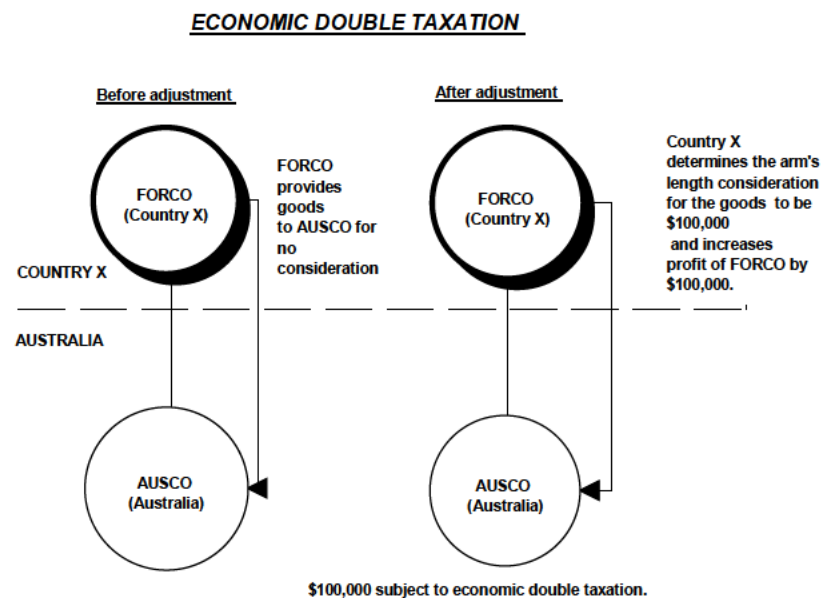 ECONOMIC DOUBLE TAXATION
Before adjustment
After adjustment
FORCO
(Country X)
FORCO
provides
goods
to AUSCO for
no
consideration
FORCO
(Country X)
Country X
determines the arm's
length consideration
for the goods to be
$100,000
and increases
profit of FORCO by
$100,000.
COUNTRY X
AUSTRALIA
AUSCO
(Australia)
AUSCO
(Australia)
$100,000 subject to economic double taxation.